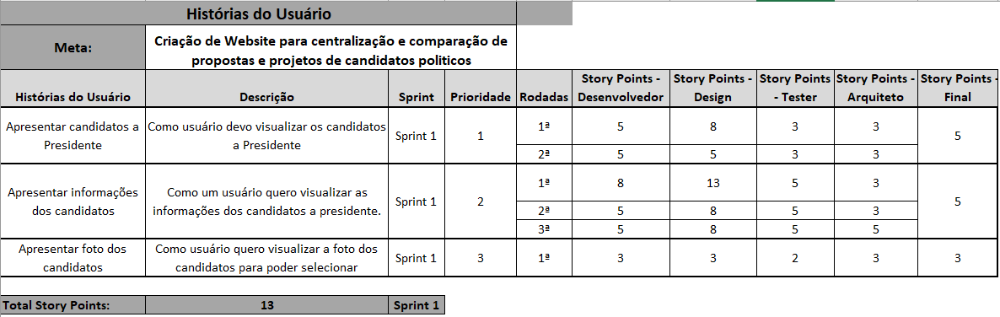 Histórias do Usuário
Meta:
Criação de Website para centralização e comparação de
propostas e projetos de candidatos politicos
Histórias do Usuário Descrição Sprint Prioridade Rodadas Story Points - Desenvolvedor Story Points - Design Story Points - Tester Story Points - Arquiteto Story Points - Final
Apresentar candidatos a
Presidente
Como usuário devo visualizar os candidatos
a Presidente
Sprint 1 1 1ª 5 8 3 3 5
2ª 5 5 3 3
Apresentar informações
dos candidatos
Como um usuário quero visualizar as
informações dos candidatos a presidente.
Sprint 1 2 1ª 8 13 5 3 5
2ª 5 8 5 3
3ª 5 8 5 5
Apresentar foto dos
candidatos
Como usuário quero visualizar a foto dos
candidatos para poder selecionar
Sprint 1 3 1ª 3 3 2 3 3
Total Story Points: 13 Sprint 1